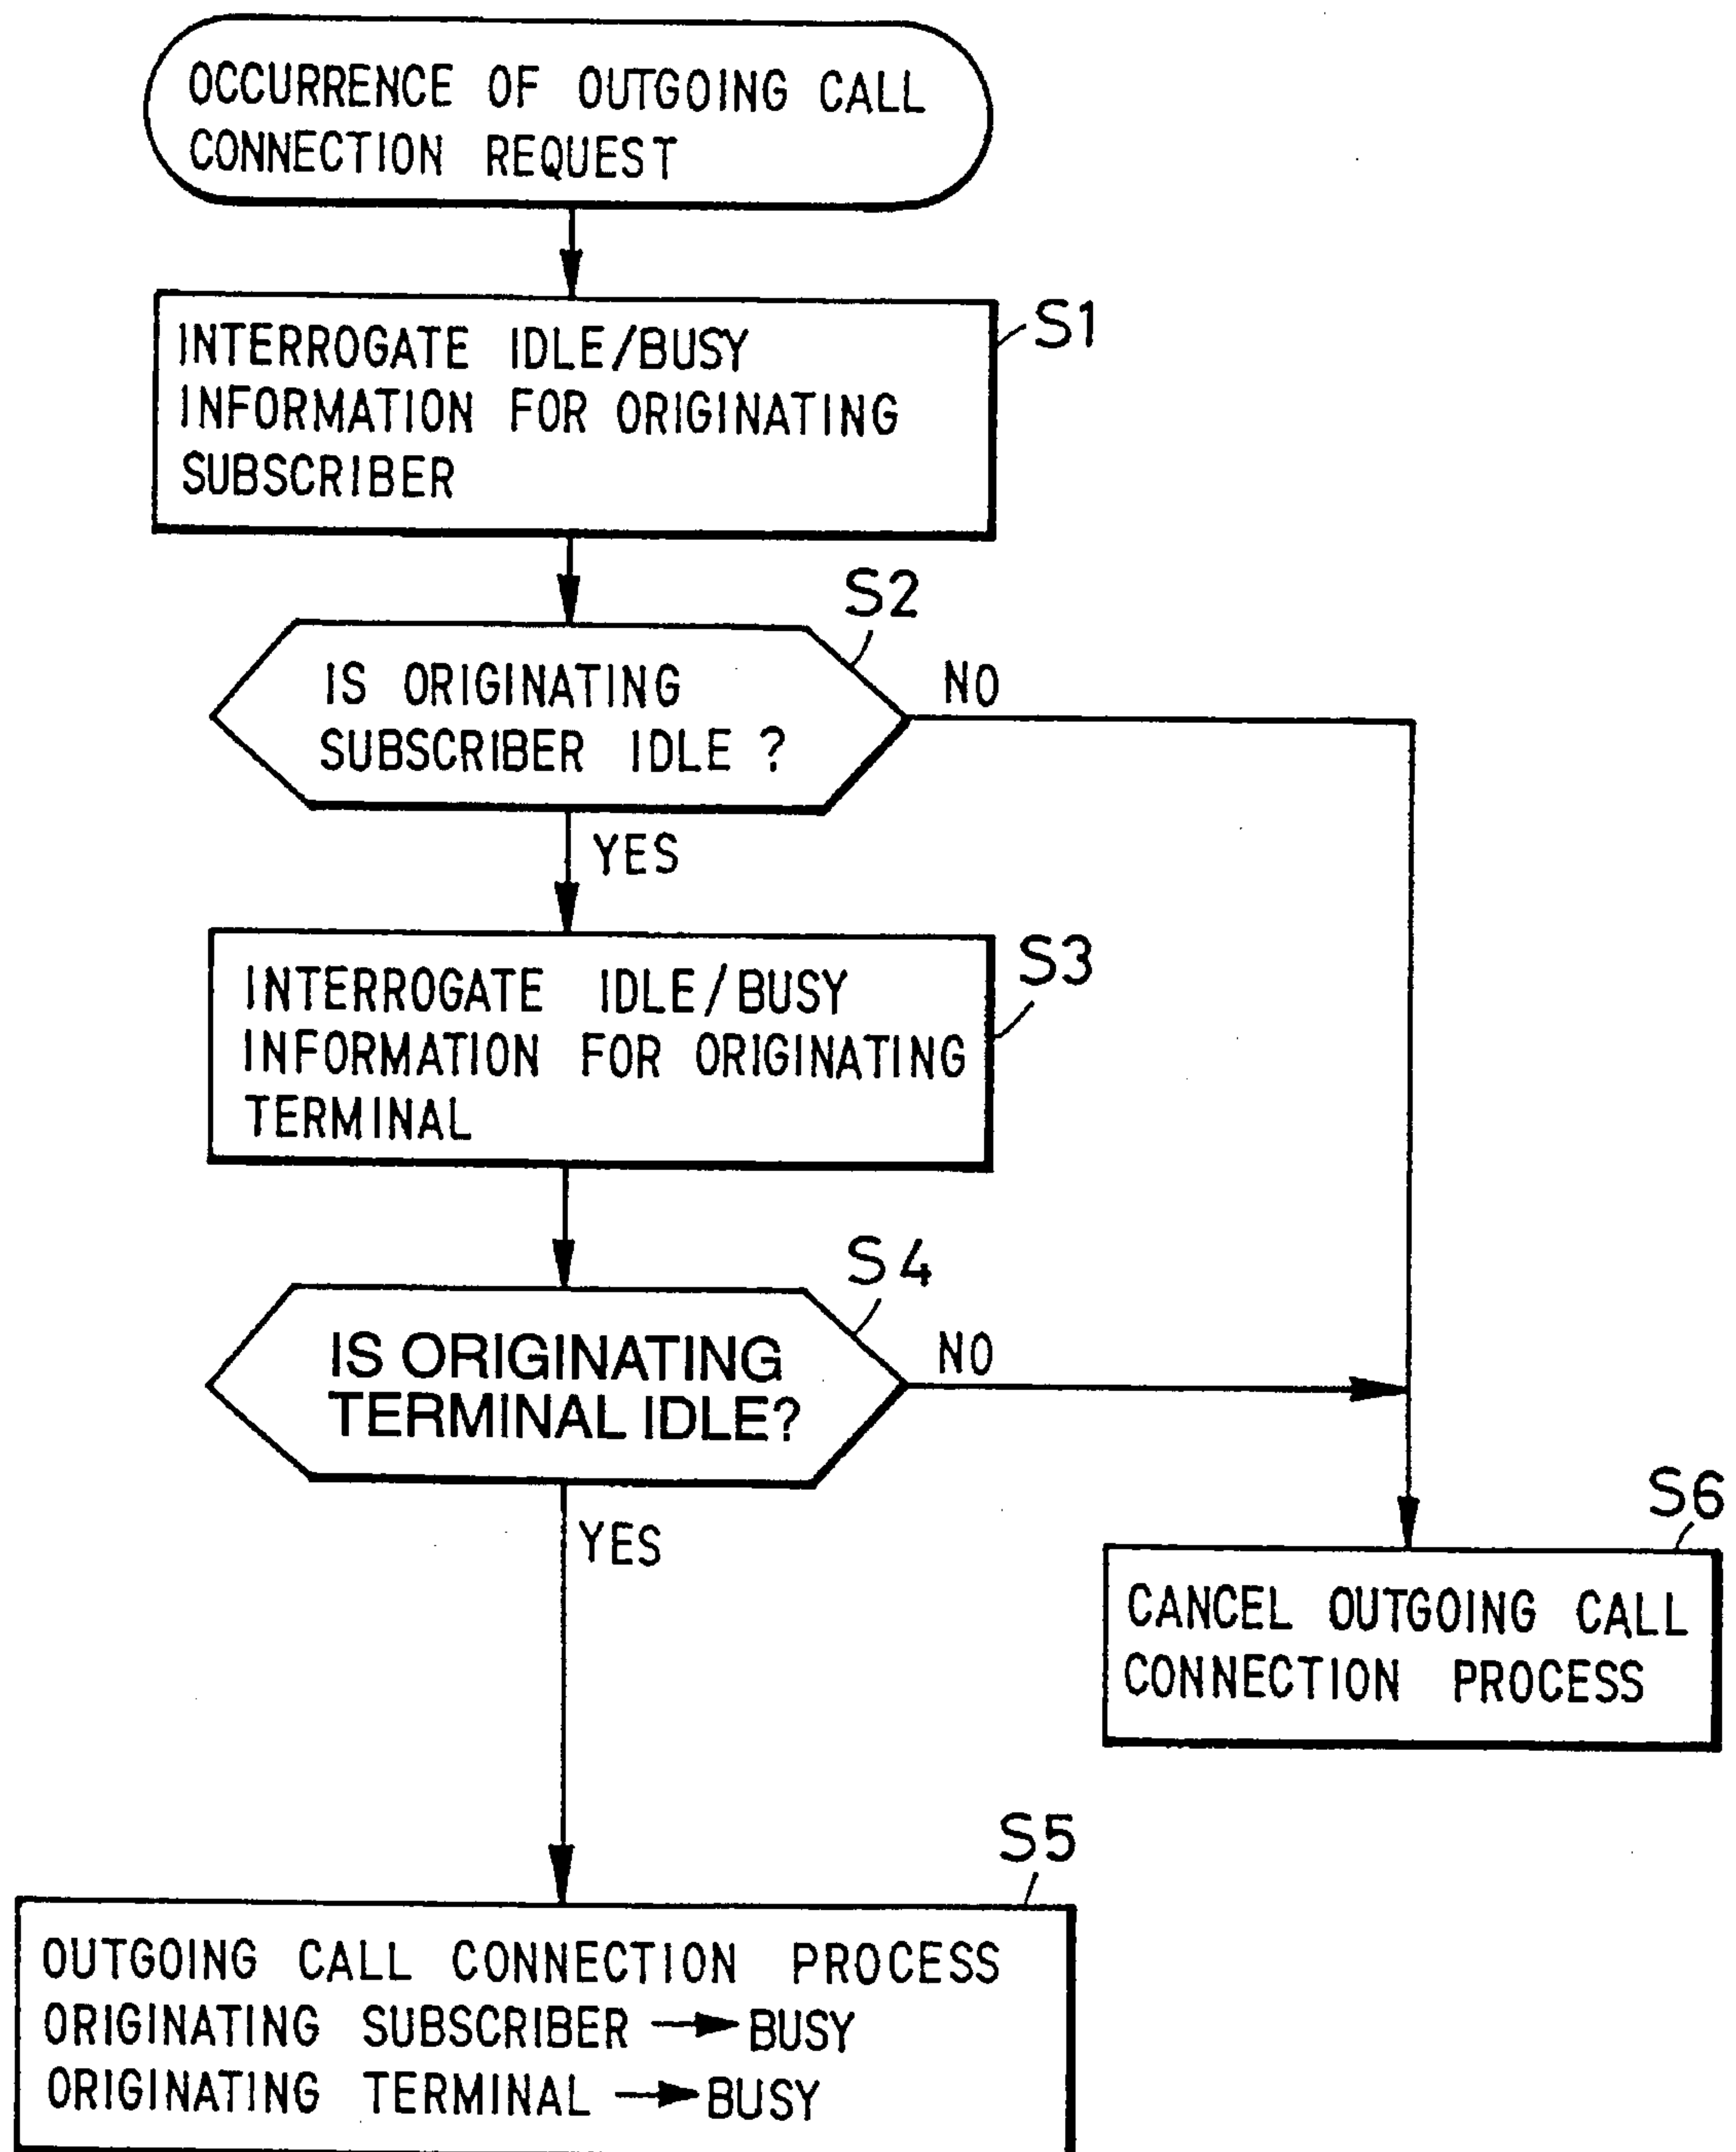 OCCURRENCE OF OUTGOING CALL
CONNECTION REQUEST
S1
INTERROGATE IDLE/BUSY
INFORMATION FOR ORIGINATING
SUBSCRIBER
S2
IS ORIGINATING
SUBSCRIBER IDLE ?
NO
YES
S3
INTERROGATE IDLE/BUSY
INFORMATION FOR ORIGINATING
TERMINAL
S4
IS ORIGINATING
TERMINAL IDLE?
NO
YES
S6
CANCEL OUTGOING CALL
CONNECTION PROCESS
S5
OUTGOING CALL CONNECTION PROCESS
ORIGINATING SUBSCRIBER → BUSY
ORIGINATING TERMINAL → BUSY